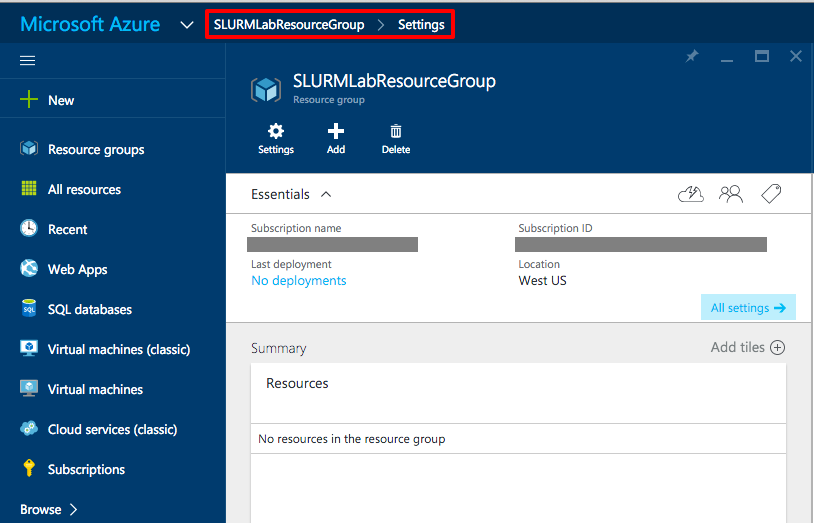 Microsoft Azure
SLURMLabResourceGroup > Settings
New
Resource groups
All resources
Recent
Web Apps
SQL databases
SQL
Virtual machines (classic)
Virtual machines
Cloud services (classic)
Subscriptions
Browse >
SLURMLabResourceGroup
Resource group
Settings Add Delete
Essentials
Subscription name Subscription ID
Last deployment Location
No deployments West US
All settings →
Summary Add tiles
Resources
No resources in the resource group